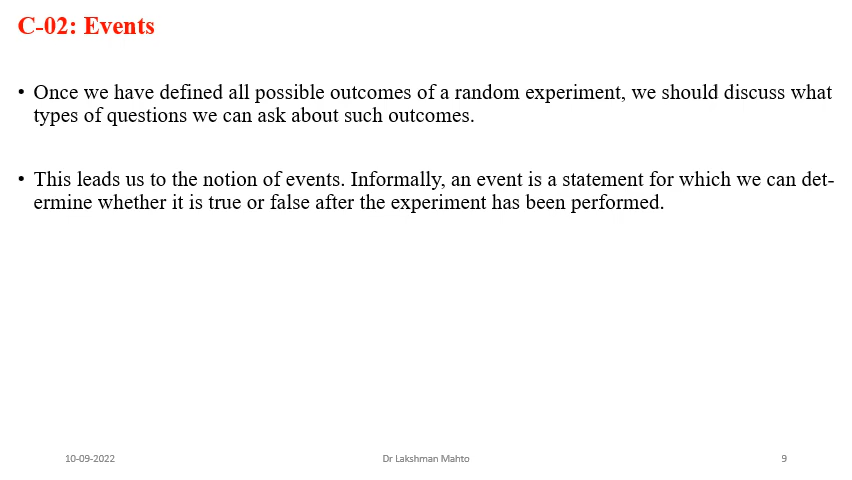 C-02: Events
• Once we have defined all possible outcomes of a random experiment, we should discuss what
types of questions we can ask about such outcomes.
• This leads us to the notion of events. Informally, an event is a statement for which we can det-
ermine whether it is true or false after the experiment has been performed.
10-09-2022 Dr Lakshman Mahto 9